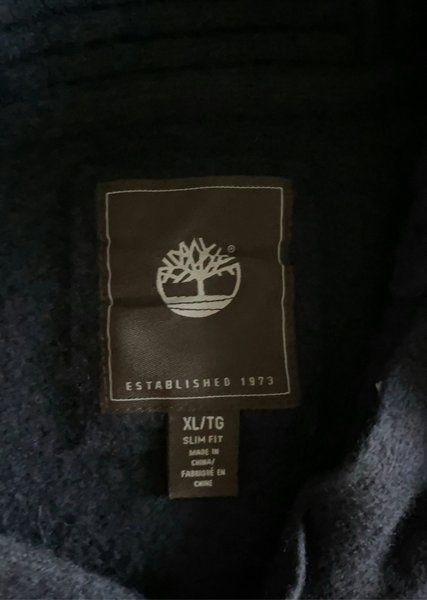 ®
ESTABLISHED 1973
XL/TG
SLIM FIT
MADE IN
CHINA/
FABRIQUÉ EN
CHINE